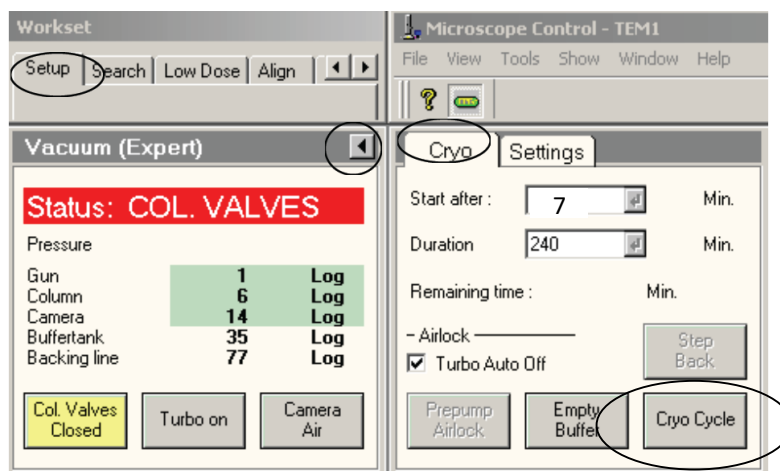 Workset
Setup Search Low Dose Align
Vacuum (Expert)
Status: COL. VALVES
Pressure
Gun 1 Log
Column 6 Log
Camera 14 Log
Buffertank 35 Log
Backing line 77 Log
Col. Valves
Closed
Turbo on
Camera
Air
Microscope Control - TEM1
File View Tools Show Window Help
Cryo Settings
Start after : 7 Min.
Duration 240 Min.
Remaining time : Min.
Airlock
Turbo Auto Off
Step
Back
Prepump
Airlock
Empty
Buffer
Cryo Cycle